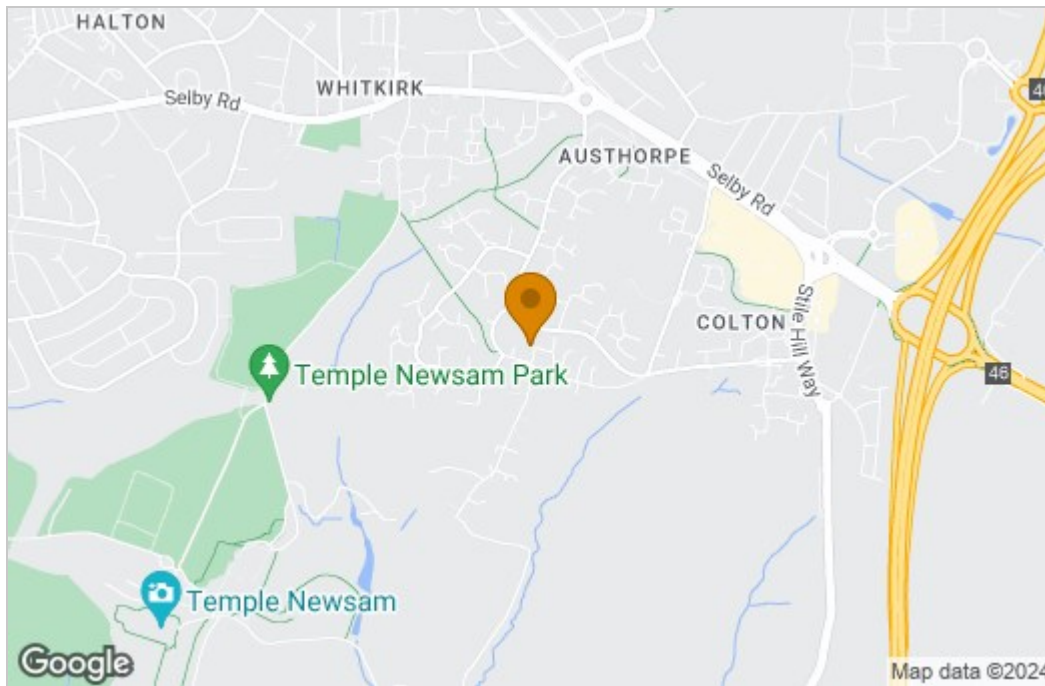 HALTON
WHITKIRK
Selby Rd
AUSTHORPE
Selby Rd
COLTON
Stile Hill Way
46
Temple Newsam Park
Temple Newsam
Google
Map data ©2024